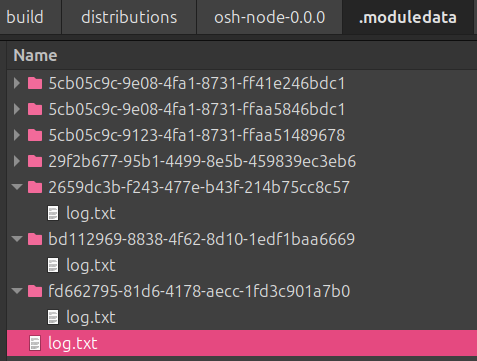 build distributions osh-node-0.0.0 .moduledata
Name
5cb05c9c-9e08-4fa1-8731-ff41e246bdc1
5cb05c9c-9e08-4fa1-8731-ffaa5846bdc1
5cb05c9c-9123-4fa1-8731-ffaa51489678
29f2b677-95b1-4499-8e5b-459839ec3eb6
2659dc3b-f243-477e-b43f-214b75cc8c57
log.txt
bd112969-8838-4f62-8d10-1edf1baa6669
log.txt
fd662795-81d6-4178-aecc-1fd3c901a7b0
log.txt
log.txt